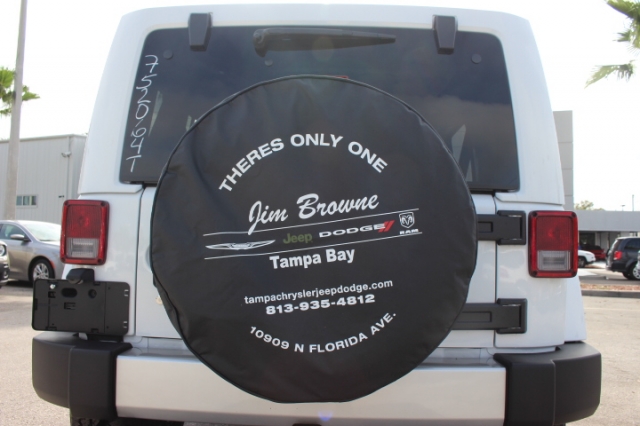 THERES ONLY ONE
Jim Browne
Jeep DODGE RAM
Tampa Bay
tampachryslerjeepdodge.com
813-935-4812
10909 N FLORIDA AVE.